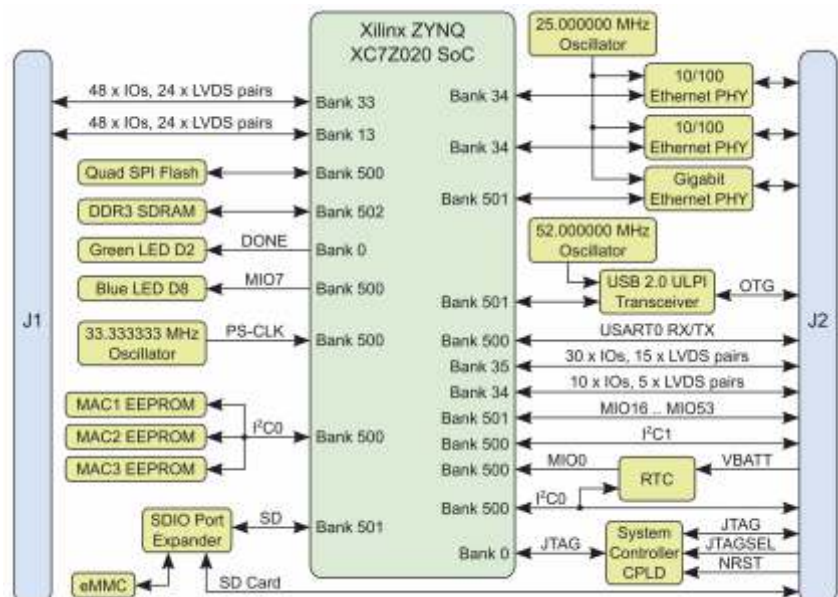 Xilinx ZYNQ
XC7Z020 SoC
J1
48 x IOs, 24 x LVDS pairs
Bank 33
48 x IOs, 24 x LVDS pairs
Bank 13
Quad SPI Flash
Bank 500
DDR3 SDRAM
Bank 502
Green LED D2
DONE
Bank 0
Blue LED D8
MIO7
Bank 500
33.333333 MHz
Oscillator
PS-CLK
Bank 500
MAC1 EEPROM
MAC2 EEPROM
MAC3 EEPROM
I²C0
Bank 500
SDIO Port
Expander
SD
Bank 501
eMMC
SD Card
25.000000 MHz
Oscillator
Bank 34
10/100
Ethernet PHY
Bank 34
10/100
Ethernet PHY
Bank 501
Gigabit
Ethernet PHY
52.000000 MHz
Oscillator
Bank 501
USB 2.0 ULPI
Transceiver
OTG
Bank 500
USART0 RX/TX
Bank 35
30 x IOs, 15 x LVDS pairs
Bank 34
10 x IOs, 5 x LVDS pairs
Bank 501
MIO16 .. MIO53
Bank 500
I²C1
Bank 500
MIO0
RTC
VBATT
Bank 500
I²C0
Bank 0
JTAG
System
Controller
CPLD
JTAG
JTAGSEL
NRST
J2